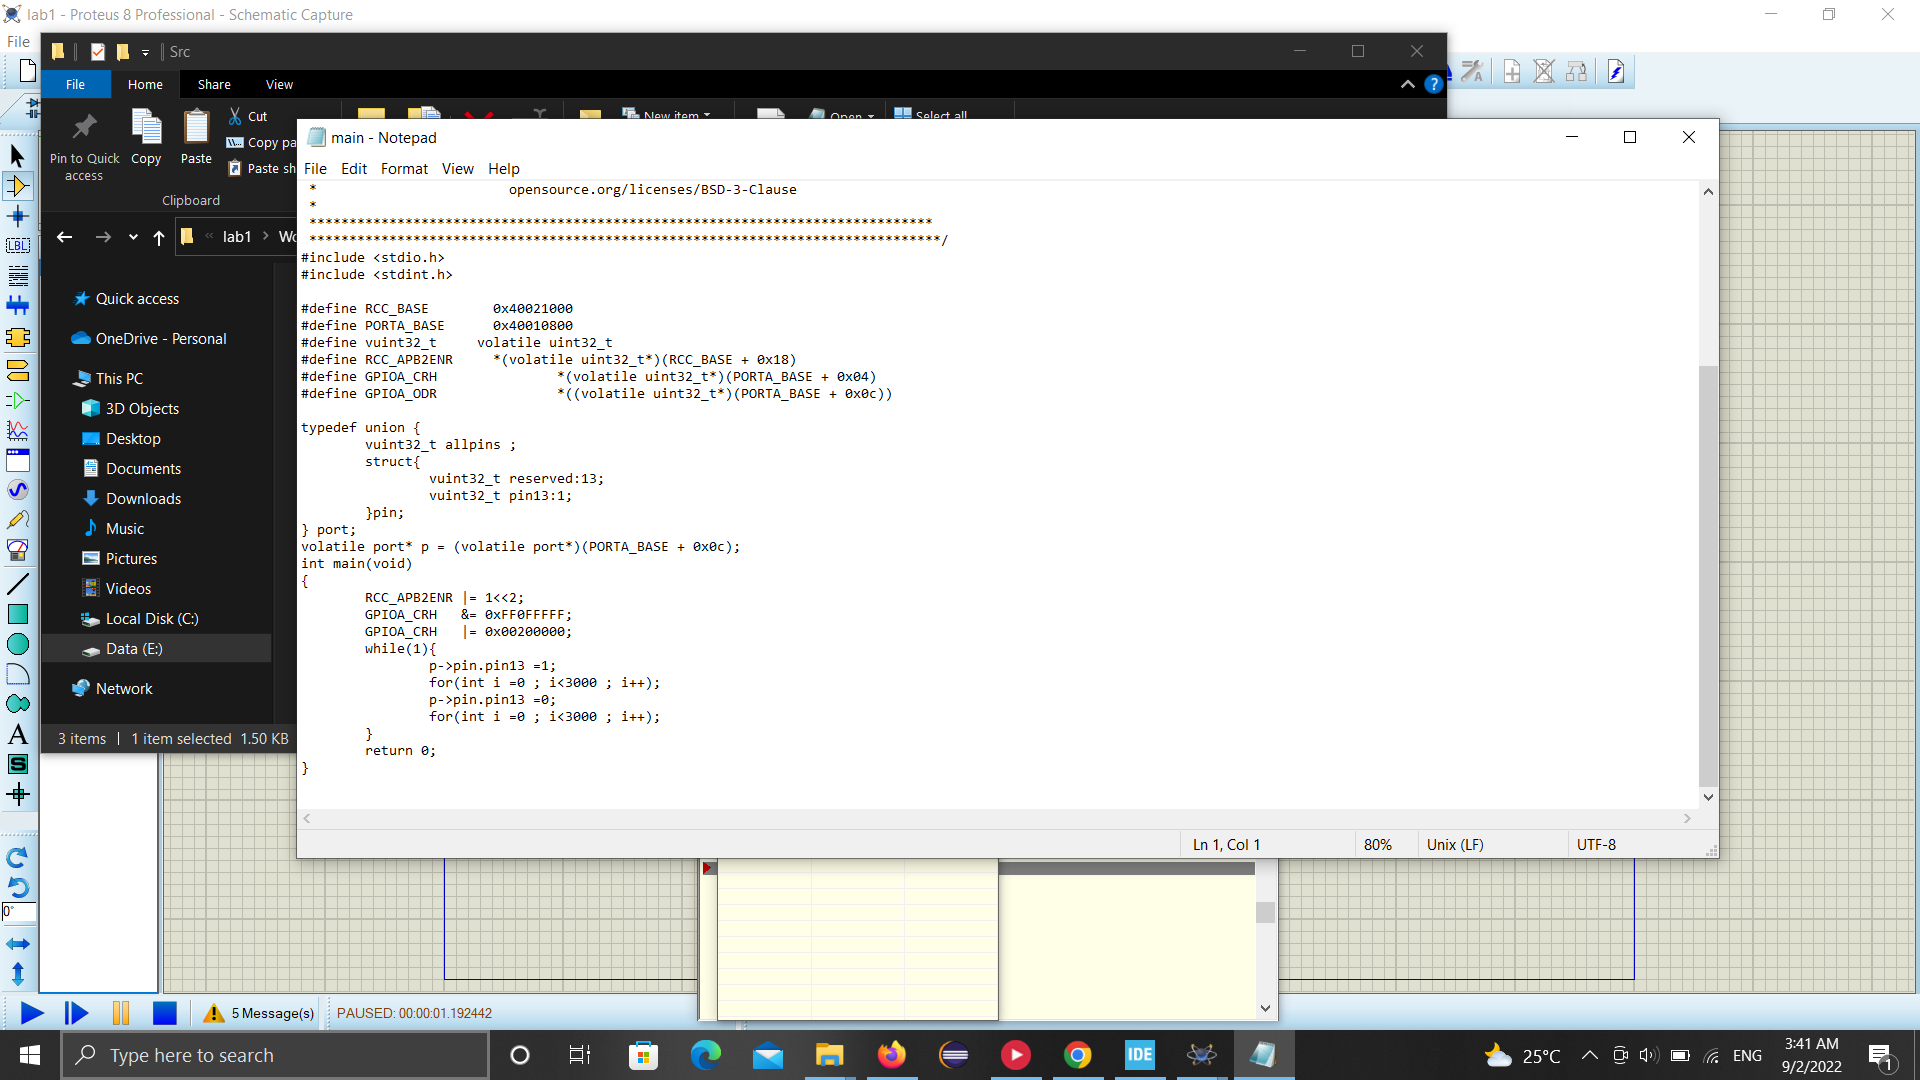 lab1 - Proteus 8 Professional - Schematic Capture
File
Src
File Home Share View
Pin to Quick access
Copy
Paste
Cut
Copy pa
Paste sh
New item
Open
Select all
Clipboard
lab1 > Wo
Quick access
OneDrive - Personal
This PC
3D Objects
Desktop
Documents
Downloads
Music
Pictures
Videos
Local Disk (C:)
Data (E:)
Network
3 items | 1 item selected 1.50 KB
main - Notepad
File Edit Format View Help
* opensource.org/licenses/BSD-3-Clause
*
******************************************************************************
*******************************************************************************/
#include <stdio.h>
#include <stdint.h>
#define RCC_BASE 0x40021000
#define PORTA_BASE 0x40010800
#define vuint32_t volatile uint32_t
#define RCC_APB2ENR *(volatile uint32_t*)(RCC_BASE + 0x18)
#define GPIOA_CRH *(volatile uint32_t*)(PORTA_BASE + 0x04)
#define GPIOA_ODR *((volatile uint32_t*)(PORTA_BASE + 0x0c))
typedef union {
vuint32_t allpins ;
struct{
vuint32_t reserved:13;
vuint32_t pin13:1;
}pin;
} port;
volatile port* p = (volatile port*)(PORTA_BASE + 0x0c);
int main(void)
{
RCC_APB2ENR |= 1<<2;
GPIOA_CRH &= 0xFF0FFFFF;
GPIOA_CRH |= 0x00200000;
while(1){
p->pin.pin13 =1;
for(int i =0 ; i<3000 ; i++);
p->pin.pin13 =0;
for(int i =0 ; i<3000 ; i++);
}
return 0;
}
Ln 1, Col 1 80% Unix (LF) UTF-8
LBL
A
S
0°
5 Message(s) PAUSED: 00:00:01.192442
Type here to search
IDE
25°C ENG
3:41 AM
9/2/2022
1